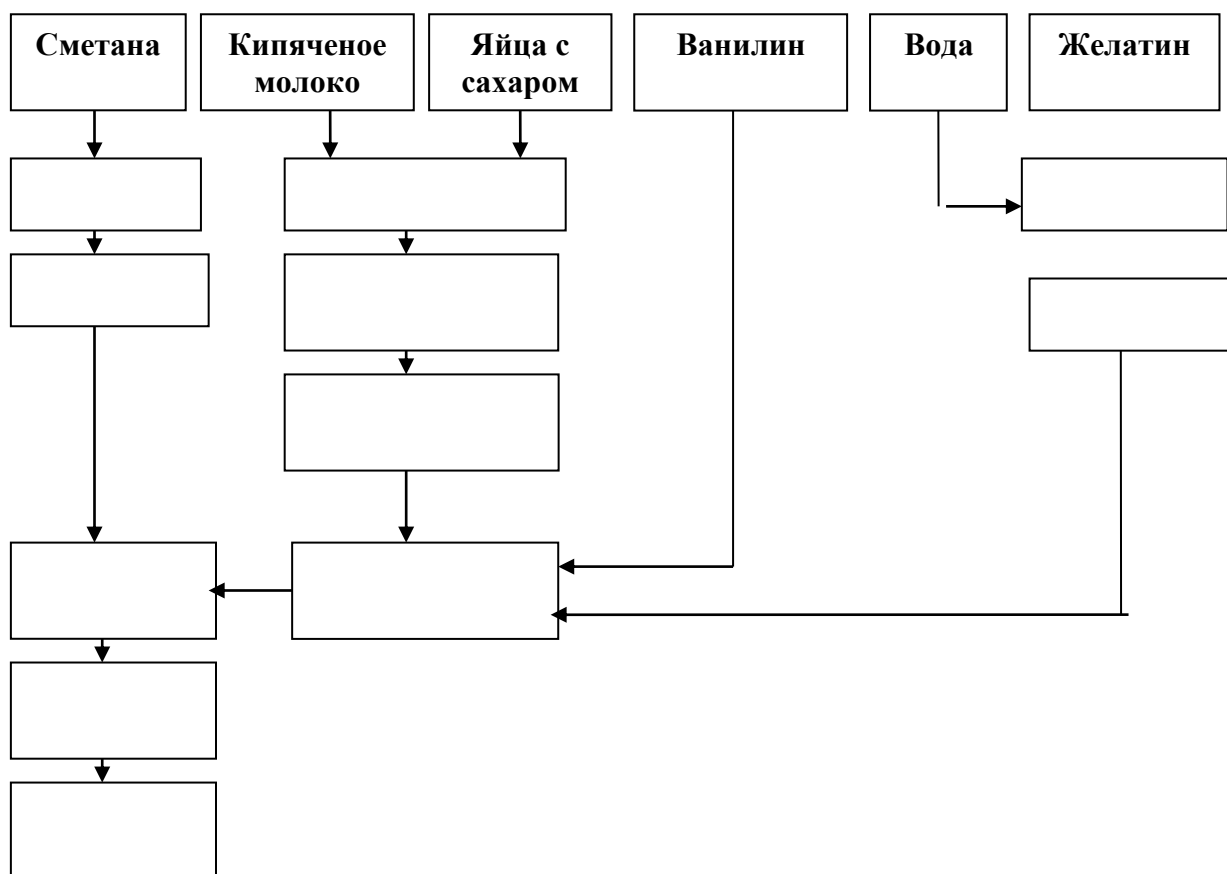 Сметана
Кипяченое
молоко
Яйца с
сахаром
Ванилин
Вода
Желатин